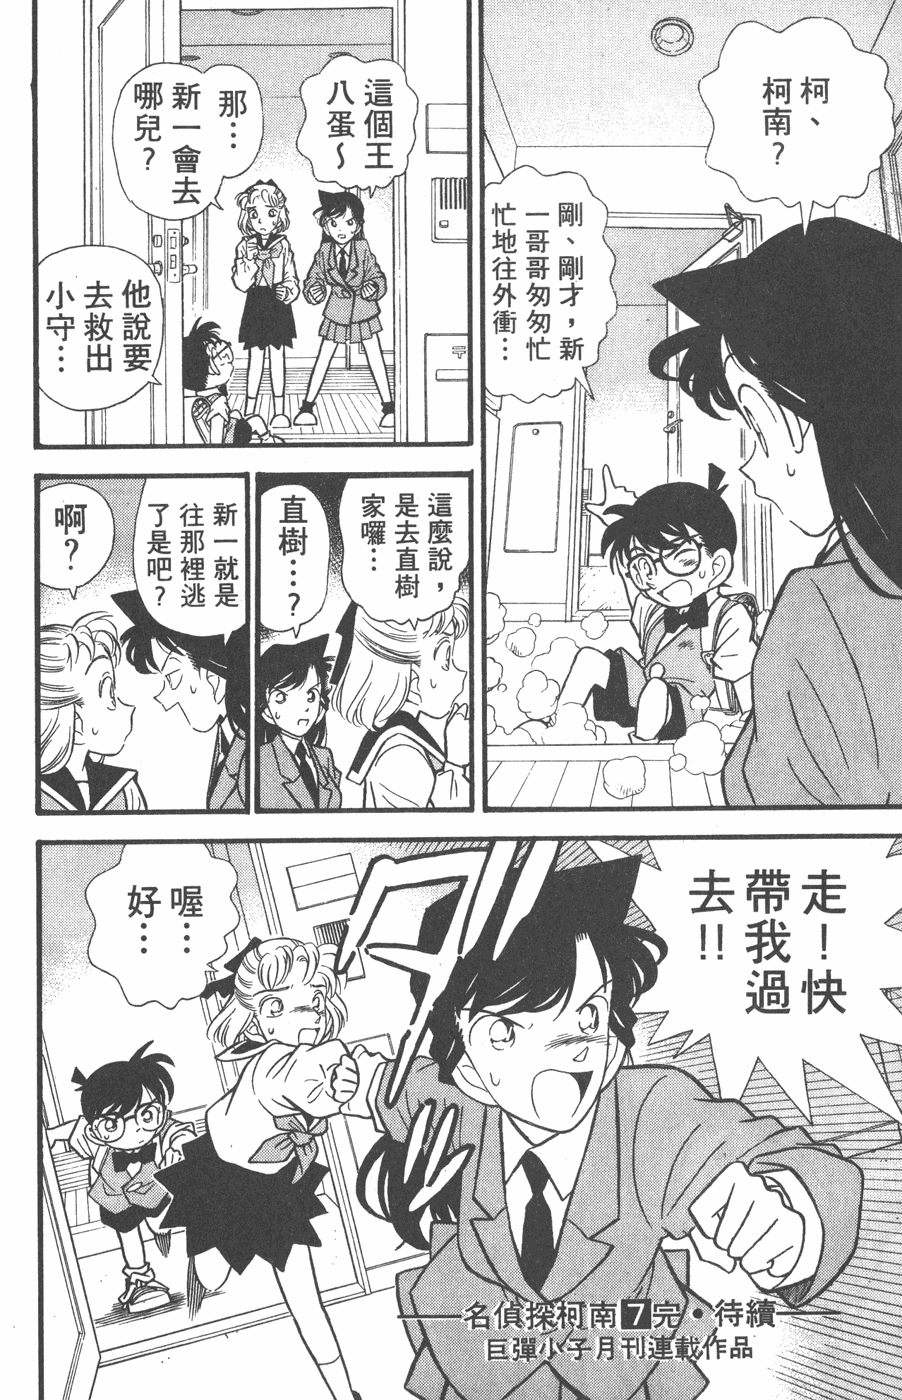 柯、
柯南?
剛、剛才,新
一哥哥匆匆忙
忙地往外衝…
這個王
八蛋~
那…
新一會去
哪兒?
他說要
去救出
小守…
這麼說,
是去直樹
家囉…
直樹……?
新一就是
往那裡逃
了是吧?
啊?
走!快
帶我過
去!!
喔…
好…
名偵探柯南7完・待續
巨彈小子月刊連載作品